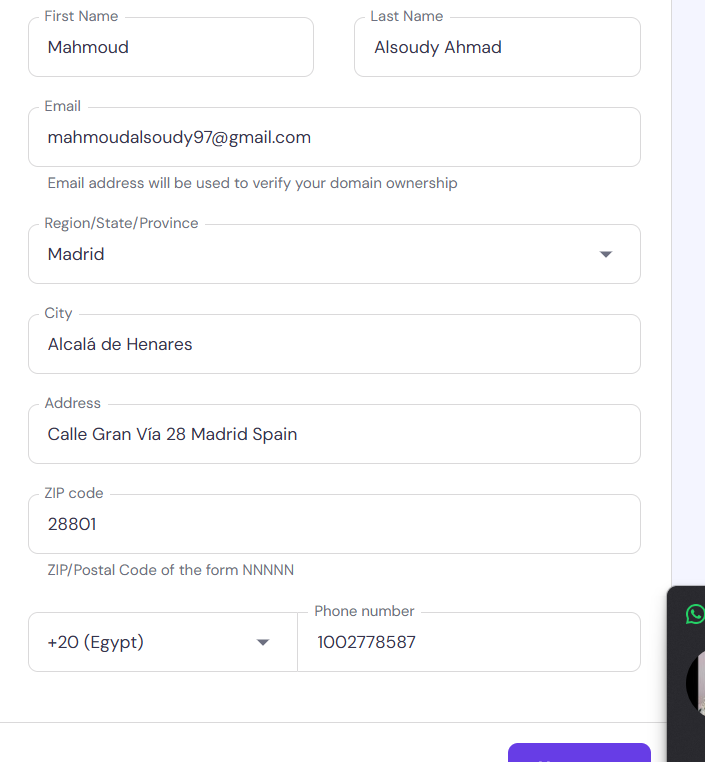 First Name Last Name
Mahmoud Alsoudy Ahmad
Email
mahmoudalsoudy97@gmail.com
Email address will be used to verify your domain ownership
Region/State/Province
Madrid
City
Alcalá de Henares
Address
Calle Gran Vía 28 Madrid Spain
ZIP code
28801
ZIP/Postal Code of the form NNNNN
Phone number
+20 (Egypt) 1002778587